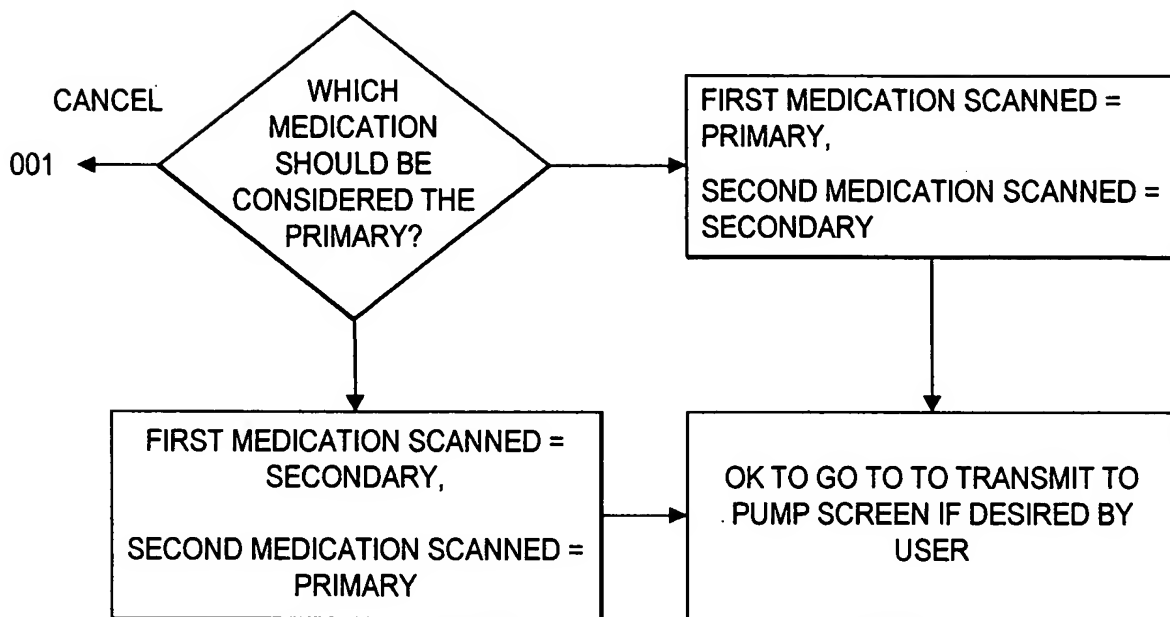 CANCEL
001
WHICH
MEDICATION
SHOULD BE
CONSIDERED THE
PRIMARY?
FIRST MEDICATION SCANNED =
PRIMARY,
SECOND MEDICATION SCANNED =
SECONDARY
FIRST MEDICATION SCANNED =
SECONDARY,
SECOND MEDICATION SCANNED =
PRIMARY
OK TO GO TO TO TRANSMIT TO
PUMP SCREEN IF DESIRED BY
USER